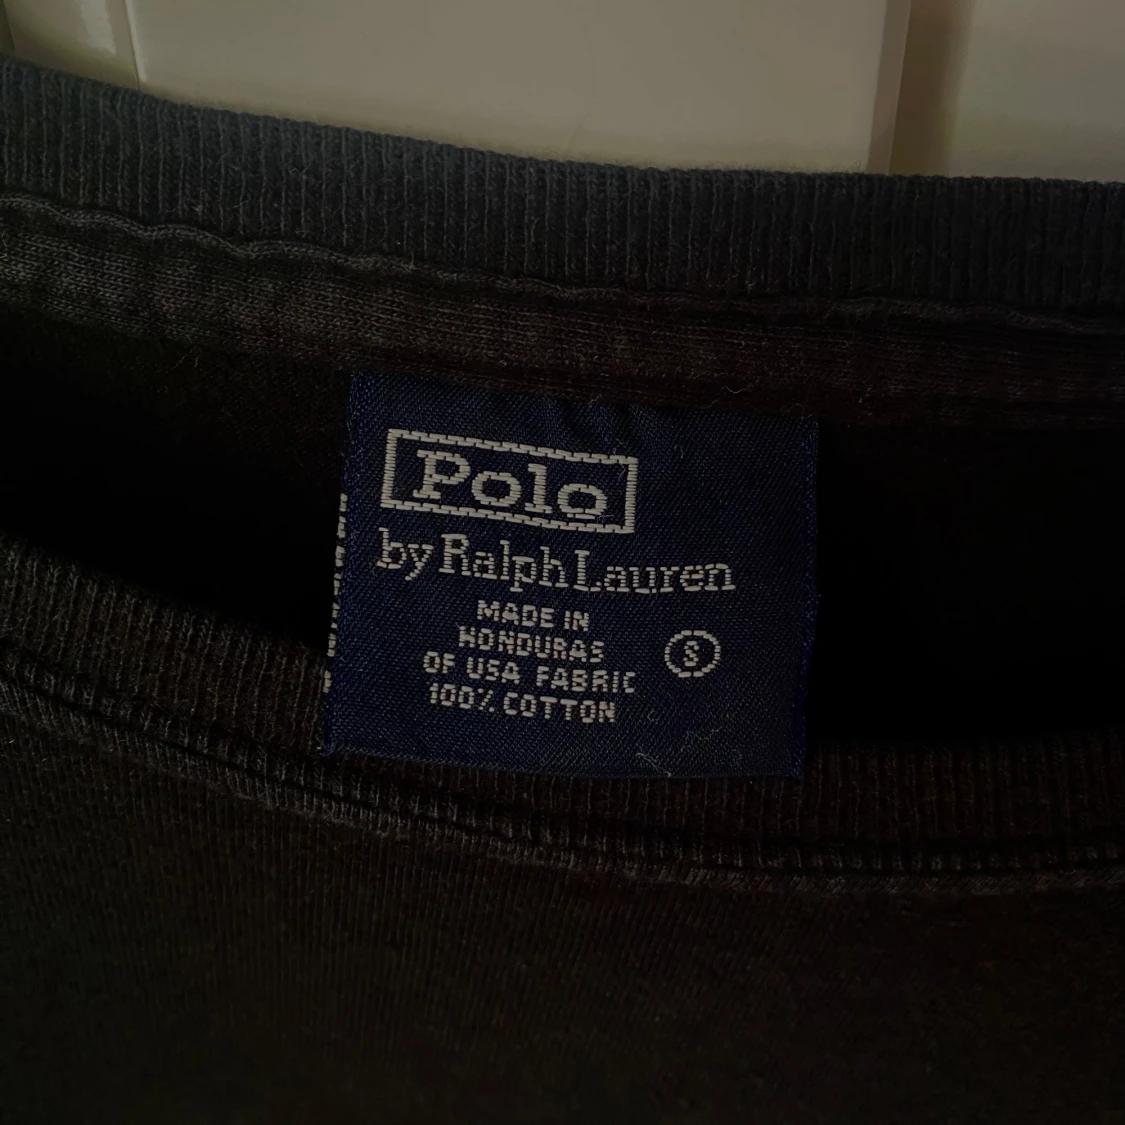 Polo
by Ralph Lauren
MADE IN
HONDURAS
OF USA FABRIC
100% COTTON
S